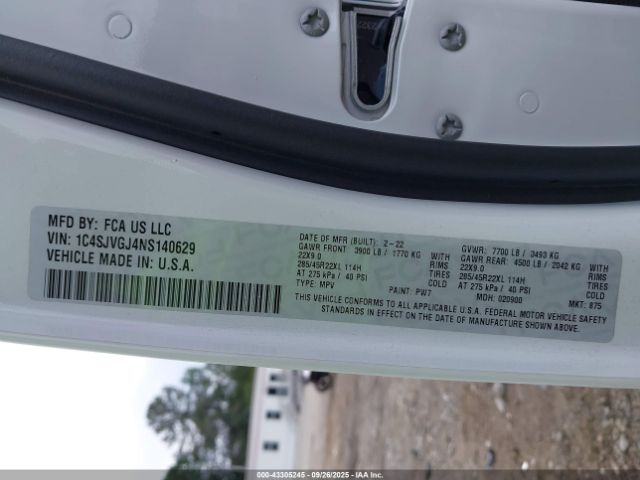 MFD BY: FCA US LLC
VIN: 1C4SJVGJ4NS140629
VEHICLE MADE IN: U.S.A.
DATE OF MFR (BUILT): 2-22 GVWR: 7700 LB / 3493 KG
GAWR FRONT: 3900 LB / 1770 KG GAWR REAR: 4500 LB / 2042 KG
22X9.0 RIMS 22X9.0 RIMS
285/45R22XL 114H TIRES 285/45R22XL 114H TIRES
AT 275 kPa / 40 PSI COLD AT 275 kPa / 40 PSI COLD
TYPE: MPV PAINT: PW7 MDH: 020908 MKT: 875
THIS VEHICLE CONFORMS TO ALL APPLICABLE U.S.A. FEDERAL MOTOR VEHICLE SAFETY
STANDARDS IN EFFECT ON THE DATE OF MANUFACTURE SHOWN ABOVE.
000-43305245 09/26/2025 IAA Inc.